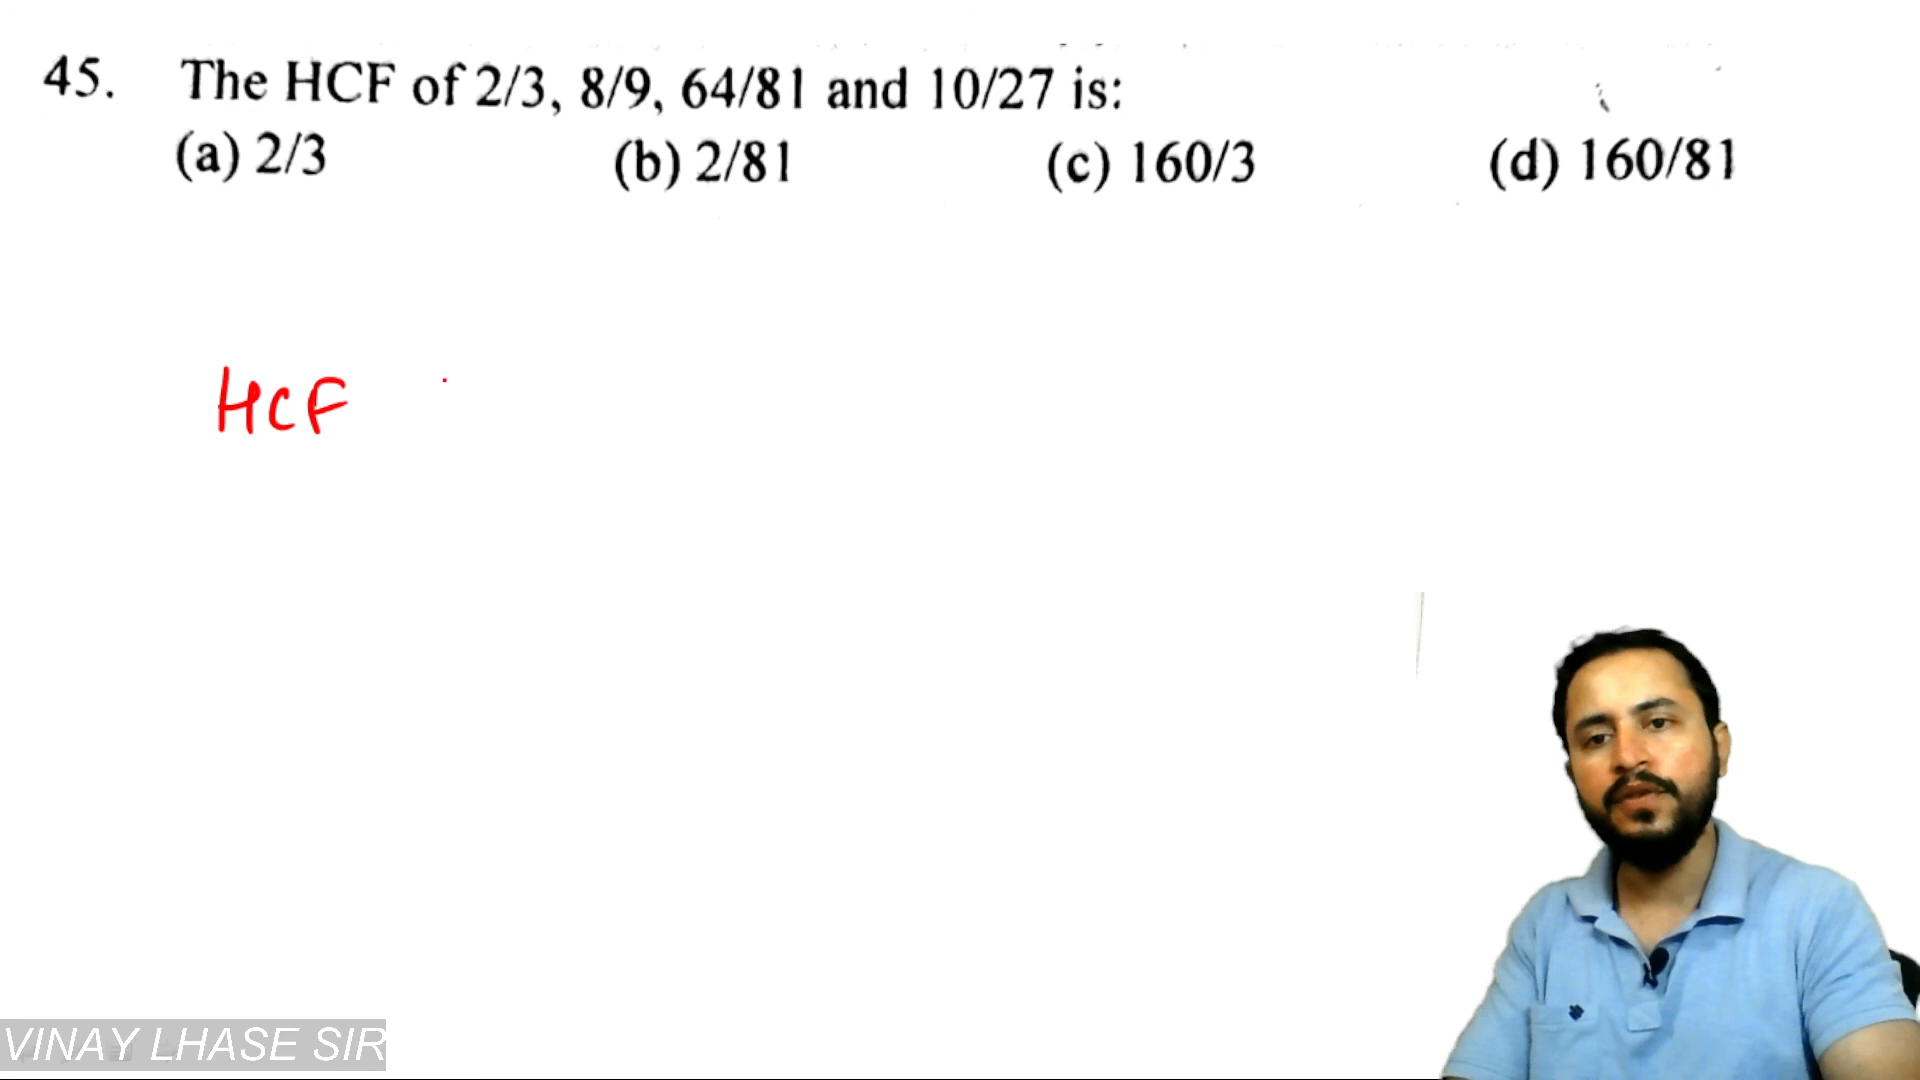 45. The HCF of 2/3, 8/9, 64/81 and 10/27 is:
(a) 2/3 (b) 2/81 (c) 160/3 (d) 160/81
HCF
VINAY LHASE SIR